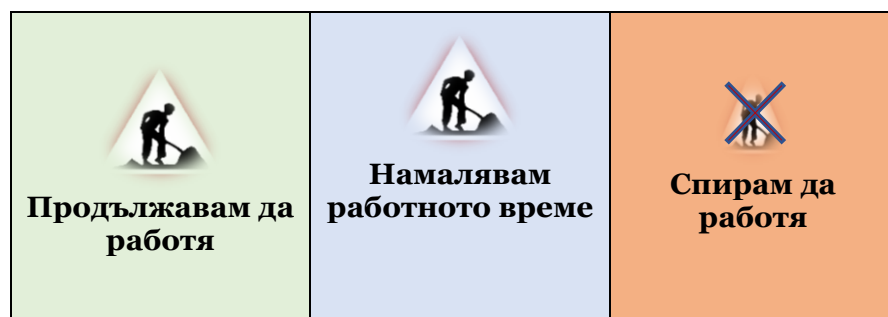 Продължавам да
работя
Намалявам
работното време
Спирам да
работя